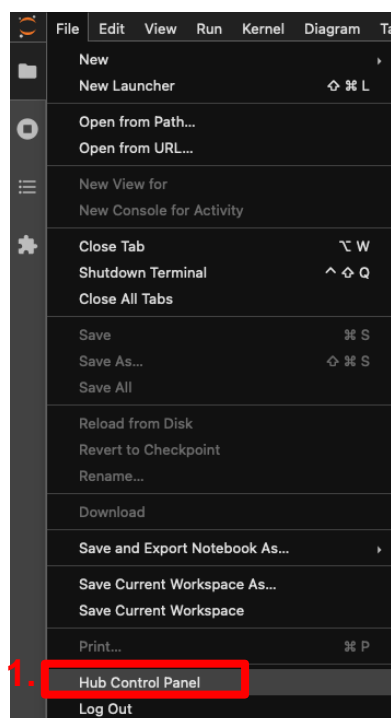 File Edit View Run Kernel Diagram
New
New Launcher ⇧ ⌘ L
Open from Path...
Open from URL...
New View for
New Console for Activity
Close Tab ⌥ W
Shutdown Terminal ^ ⇧ Q
Close All Tabs
Save ⌘ S
Save As... ⇧ ⌘ S
Save All
Reload from Disk
Revert to Checkpoint
Rename...
Download
Save and Export Notebook As...
Save Current Workspace As...
Save Current Workspace
Print... ⌘ P
1. Hub Control Panel
Log Out